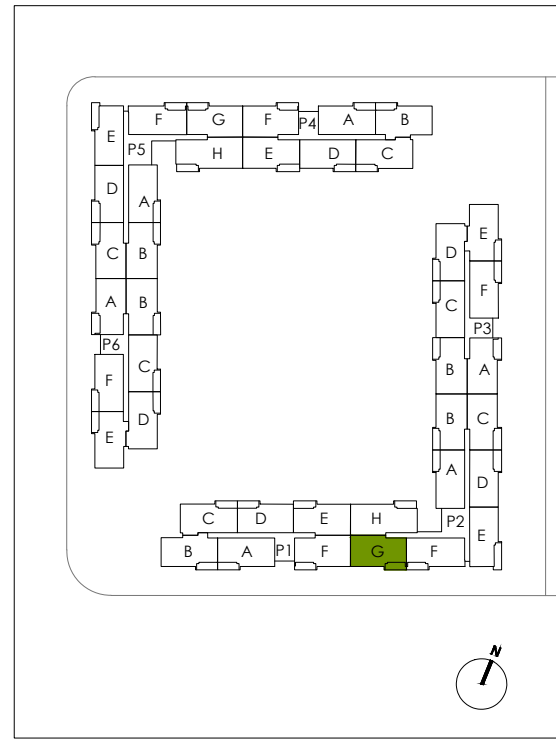 F G F P4 A B
E P5 H E D C
D A
C B
A B
P6 C
F D
E
E
D F
C P3
B A
B C
A D
P2 E
C D E H
B A P1 F G F
N